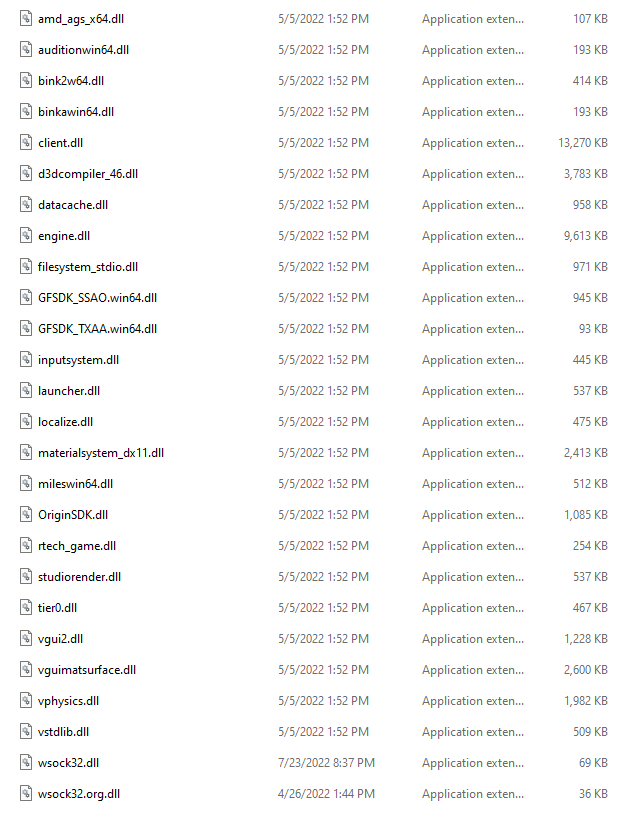 amd_ags_x64.dll 5/5/2022 1:52 PM Application exten... 107 KB
auditionwin64.dll 5/5/2022 1:52 PM Application exten... 193 KB
bink2w64.dll 5/5/2022 1:52 PM Application exten... 414 KB
binkawin64.dll 5/5/2022 1:52 PM Application exten... 193 KB
client.dll 5/5/2022 1:52 PM Application exten... 13,270 KB
d3dcompiler_46.dll 5/5/2022 1:52 PM Application exten... 3,783 KB
datacache.dll 5/5/2022 1:52 PM Application exten... 958 KB
engine.dll 5/5/2022 1:52 PM Application exten... 9,613 KB
filesystem_stdio.dll 5/5/2022 1:52 PM Application exten... 971 KB
GFSDK_SSAO.win64.dll 5/5/2022 1:52 PM Application exten... 945 KB
GFSDK_TXAA.win64.dll 5/5/2022 1:52 PM Application exten... 93 KB
inputsystem.dll 5/5/2022 1:52 PM Application exten... 445 KB
launcher.dll 5/5/2022 1:52 PM Application exten... 537 KB
localize.dll 5/5/2022 1:52 PM Application exten... 475 KB
materialsystem_dx11.dll 5/5/2022 1:52 PM Application exten... 2,413 KB
mileswin64.dll 5/5/2022 1:52 PM Application exten... 512 KB
OriginSDK.dll 5/5/2022 1:52 PM Application exten... 1,085 KB
rtech_game.dll 5/5/2022 1:52 PM Application exten... 254 KB
studiorender.dll 5/5/2022 1:52 PM Application exten... 537 KB
tier0.dll 5/5/2022 1:52 PM Application exten... 467 KB
vgui2.dll 5/5/2022 1:52 PM Application exten... 1,228 KB
vguimatsurface.dll 5/5/2022 1:52 PM Application exten... 2,600 KB
vphysics.dll 5/5/2022 1:52 PM Application exten... 1,982 KB
vstdlib.dll 5/5/2022 1:52 PM Application exten... 509 KB
wsock32.dll 7/23/2022 8:37 PM Application exten... 69 KB
wsock32.org.dll 4/26/2022 1:44 PM Application exten... 36 KB